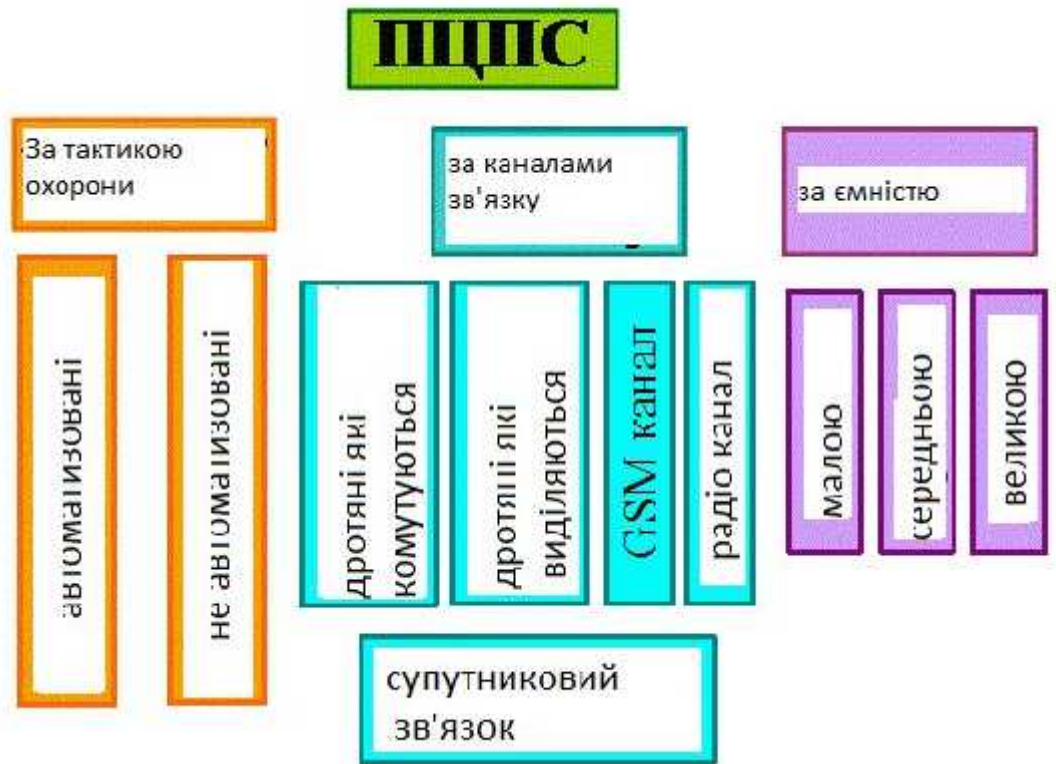 ПЦПС
За тактикою
охорони
за каналами
зв'язку
за ємністю
автоматизовані
не автоматизовані
дротяні які
комутуються
дротяні які
виділяються
GSM канал
радіо канал
малою
середньою
великою
супутниковий
зв'язок